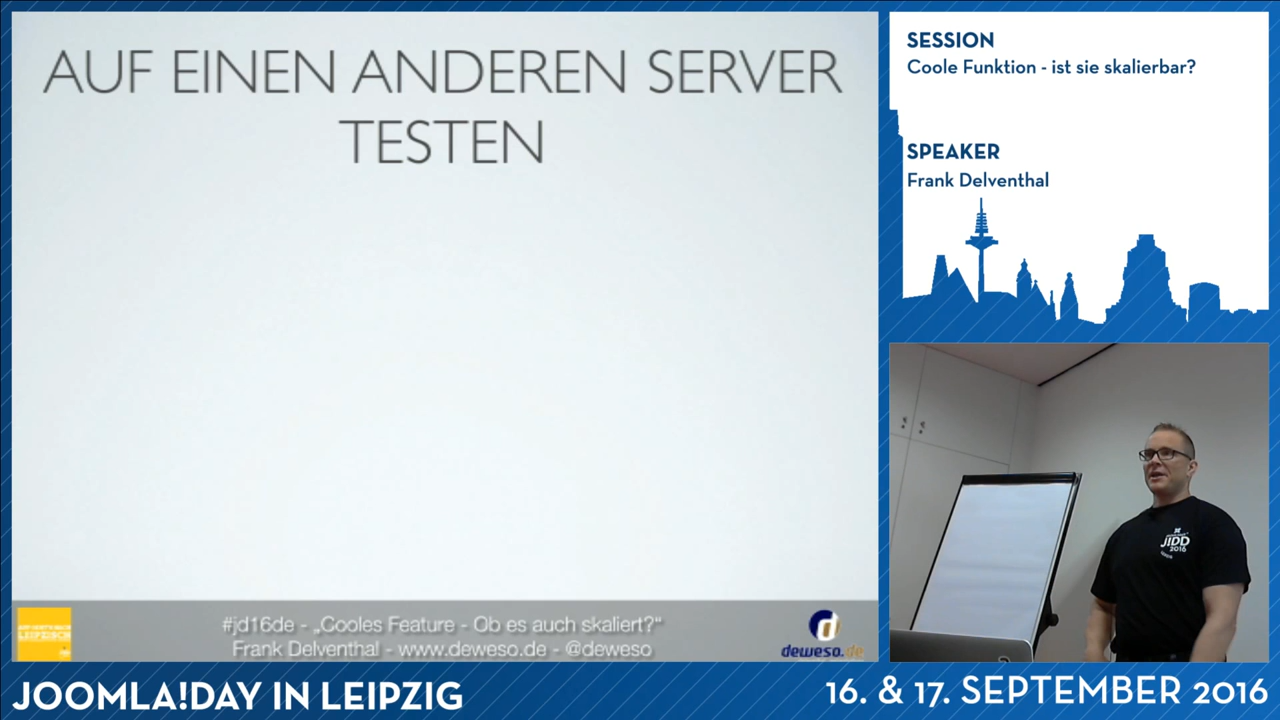 AUF EINEN ANDEREN SERVER
TESTEN
#jd16de - „Cooles Feature - Ob es auch skaliert?“
Frank Delventhal - www.deweso.de - @deweso
deweso.de
SESSION
Coole Funktion - ist sie skalierbar?
SPEAKER
Frank Delventhal
JDD
2016
JOOMLA!DAY IN LEIPZIG
16. & 17. SEPTEMBER 2016